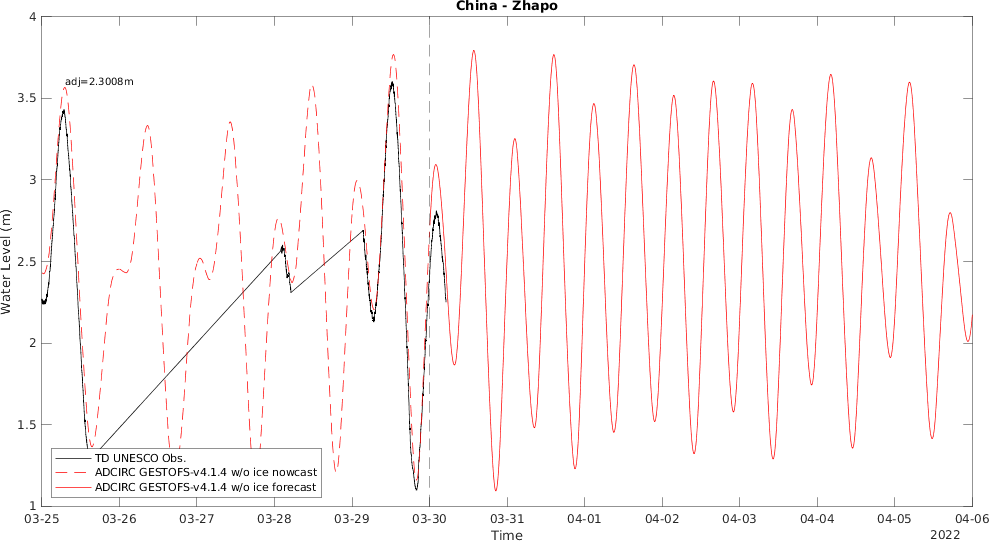 China - Zhapo
adj=2.3008m
Water Level (m)
4
3.5
3
2.5
2
1.5
1
TD UNESCO Obs.
ADCIRC GESTOFS-v4.1.4 w/o ice nowcast
ADCIRC GESTOFS-v4.1.4 w/o ice forecast
03-25 03-26 03-27 03-28 03-29 03-30 03-31 04-01 04-02 04-03 04-04 04-05 04-06
Time
2022